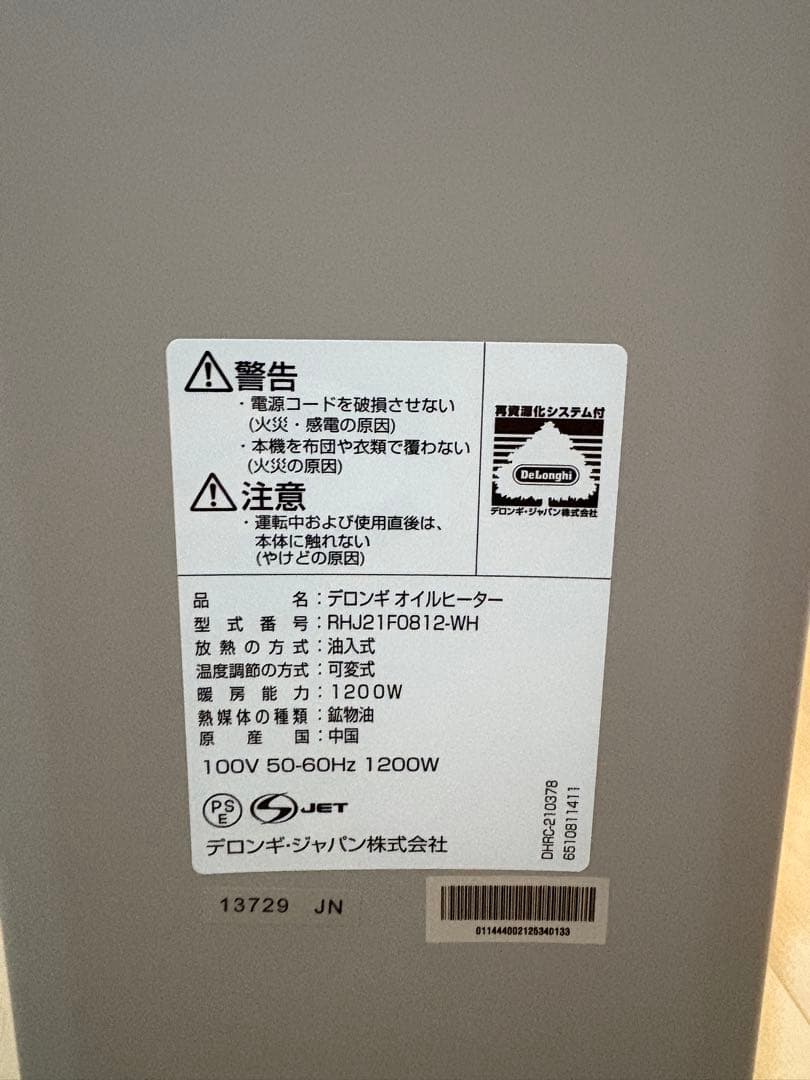 警告
・電源コードを破損させない
(火災・感電の原因)
・本機を布団や衣類で覆わない
(火災の原因)
注意
・運転中および使用直後は、
本体に触れない
(やけどの原因)
再資源化システム付
DeLonghi
デロンギ・ジャパン株式会社
品名：デロンギ オイルヒーター
型式番号：RHJ21F0812-WH
放熱の方式：油入式
温度調節の方式：可変式
暖房能力：1200W
熱媒体の種類：鉱物油
原産国：中国
100V 50-60Hz 1200W
PSE
JET
デロンギ・ジャパン株式会社
DHRC-210378
6510811411
13729 JN
011444002125340133